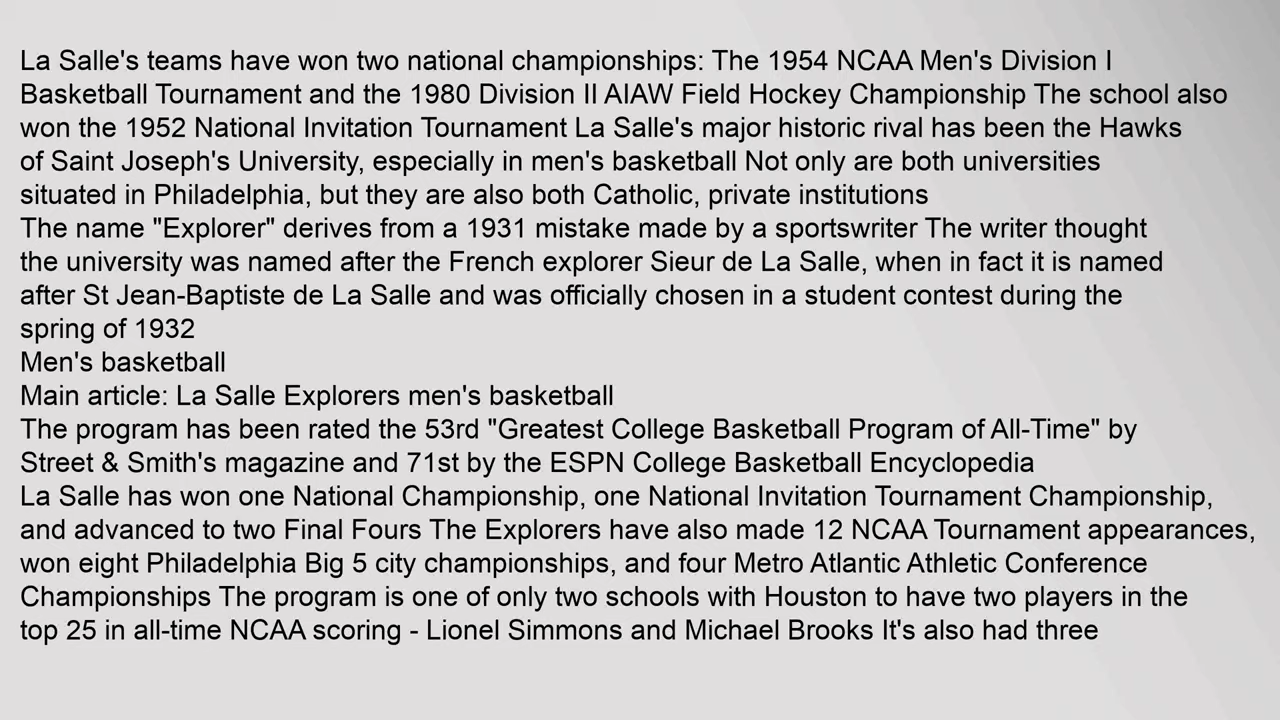 La Salle's teams have won two national championships: The 1954 NCAA Men's Division I
Basketball Tournament and the 1980 Division II AIAW Field Hockey Championship The school also
won the 1952 National Invitation Tournament La Salle's major historic rival has been the Hawks
of Saint Joseph's University, especially in men's basketball Not only are both universities
situated in Philadelphia, but they are also both Catholic, private institutions
The name "Explorer" derives from a 1931 mistake made by a sportswriter The writer thought
the university was named after the French explorer Sieur de La Salle, when in fact it is named
after St Jean-Baptiste de La Salle and was officially chosen in a student contest during the
spring of 1932
Men's basketball
Main article: La Salle Explorers men's basketball
The program has been rated the 53rd "Greatest College Basketball Program of All-Time" by
Street & Smith's magazine and 71st by the ESPN College Basketball Encyclopedia
La Salle has won one National Championship, one National Invitation Tournament Championship,
and advanced to two Final Fours The Explorers have also made 12 NCAA Tournament appearances,
won eight Philadelphia Big 5 city championships, and four Metro Atlantic Athletic Conference
Championships The program is one of only two schools with Houston to have two players in the
top 25 in all-time NCAA scoring - Lionel Simmons and Michael Brooks It's also had three